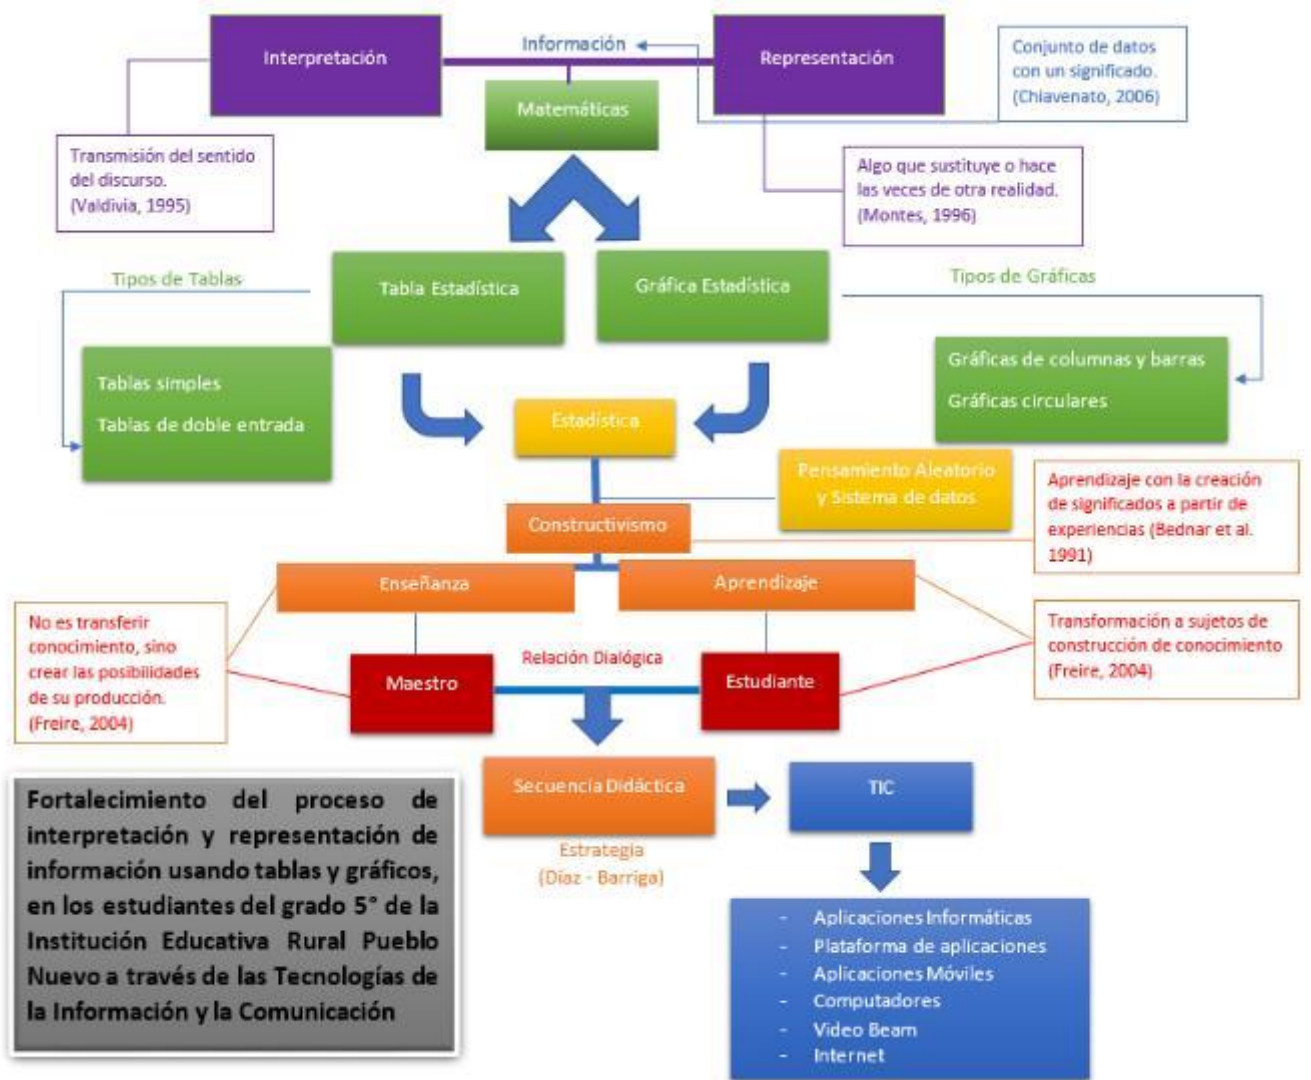 Interpretación
Información
Representación
Conjunto de datos
con un significado.
(Chiavenato, 2006)
Matemáticas
Transmisión del sentido
del discurso.
(Valdivia, 1995)
Algo que sustituye o hace
las veces de otra realidad.
(Montes, 1996)
Tipos de Tablas
Tabla Estadística
Gráfica Estadística
Tipos de Gráficas
Tablas simples
Tablas de doble entrada
Gráficas de columnas y barras
Gráficas circulares
Estadística
Pensamiento Aleatorio
y Sistema de datos
Constructivismo
Aprendizaje con la creación
de significados a partir de
experiencias (Bednar et al.
1991)
Enseñanza
Aprendizaje
No es transferir
conocimiento, sino
crear las posibilidades
de su producción.
(Freire, 2004)
Maestro
Relación Dialógica
Estudiante
Transformación a sujetos de
construcción de conocimiento
(Freire, 2004)
Secuencia Didáctica
TIC
Estrategia
(Díaz - Barriga)
Fortalecimiento del proceso de
interpretación y representación de
información usando tablas y gráficos,
en los estudiantes del grado 5° de la
Institución Educativa Rural Pueblo
Nuevo a través de las Tecnologías de
la Información y la Comunicación
- Aplicaciones Informáticas
- Plataforma de aplicaciones
- Aplicaciones Móviles
- Computadores
- Video Beam
- Internet